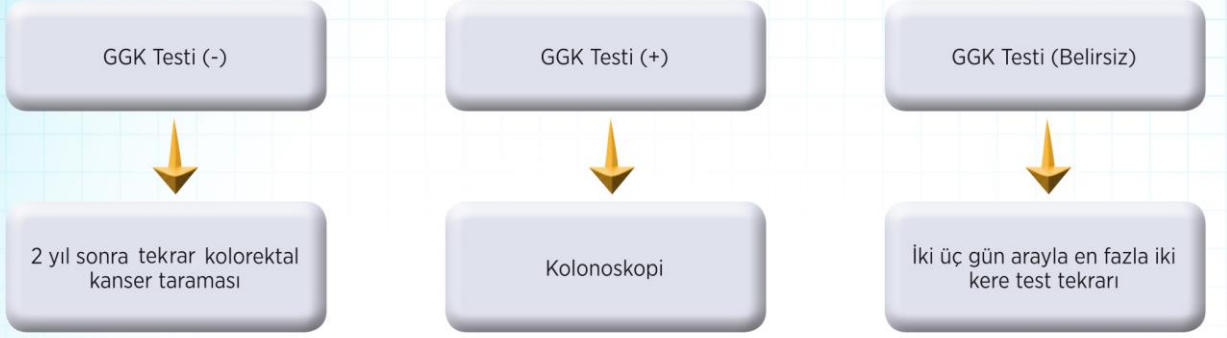 GGK Testi (-)
GGK Testi (+)
GGK Testi (Belirsiz)
2 yıl sonra tekrar kolorektal
kanser taraması
Kolonoskopi
İki üç gün arayla en fazla iki
kere test tekrarı